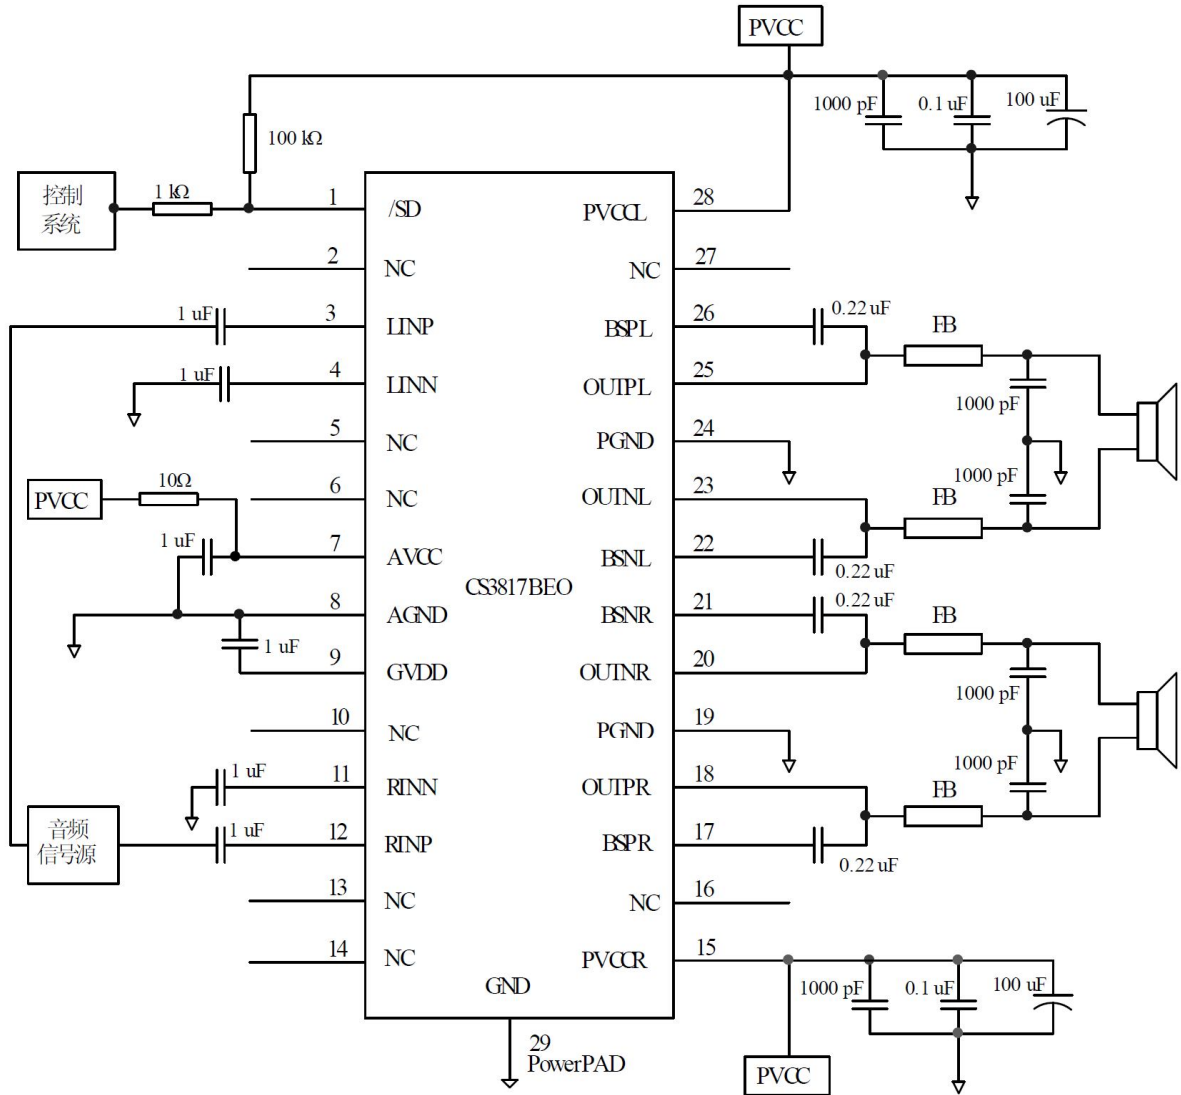 PVCC
1000 pF
0.1 uF
100 uF
100 kΩ
控制
系统
1 kΩ
1
/SD
PVCCL
28
2
NC
NC
27
1 uF
3
LINP
BSPL
26
0.22 uF
FB
1 uF
4
LINN
OUTPL
25
1000 pF
5
NC
PGND
24
1000 pF
PVCC
10Ω
6
NC
OUTNL
23
FB
1 uF
7
AVCC
BSNL
22
0.22 uF
CS3817BEO
8
AGND
BSNR
21
0.22 uF
FB
1 uF
9
GVDD
OUTNR
20
1000 pF
10
NC
PGND
19
1000 pF
1 uF
11
RINN
OUTPR
18
FB
音频
信号源
1 uF
12
RINP
BSPR
17
0.22 uF
13
NC
NC
16
14
NC
PVCCR
15
GND
1000 pF
0.1 uF
100 uF
29
PowerPAD
PVCC